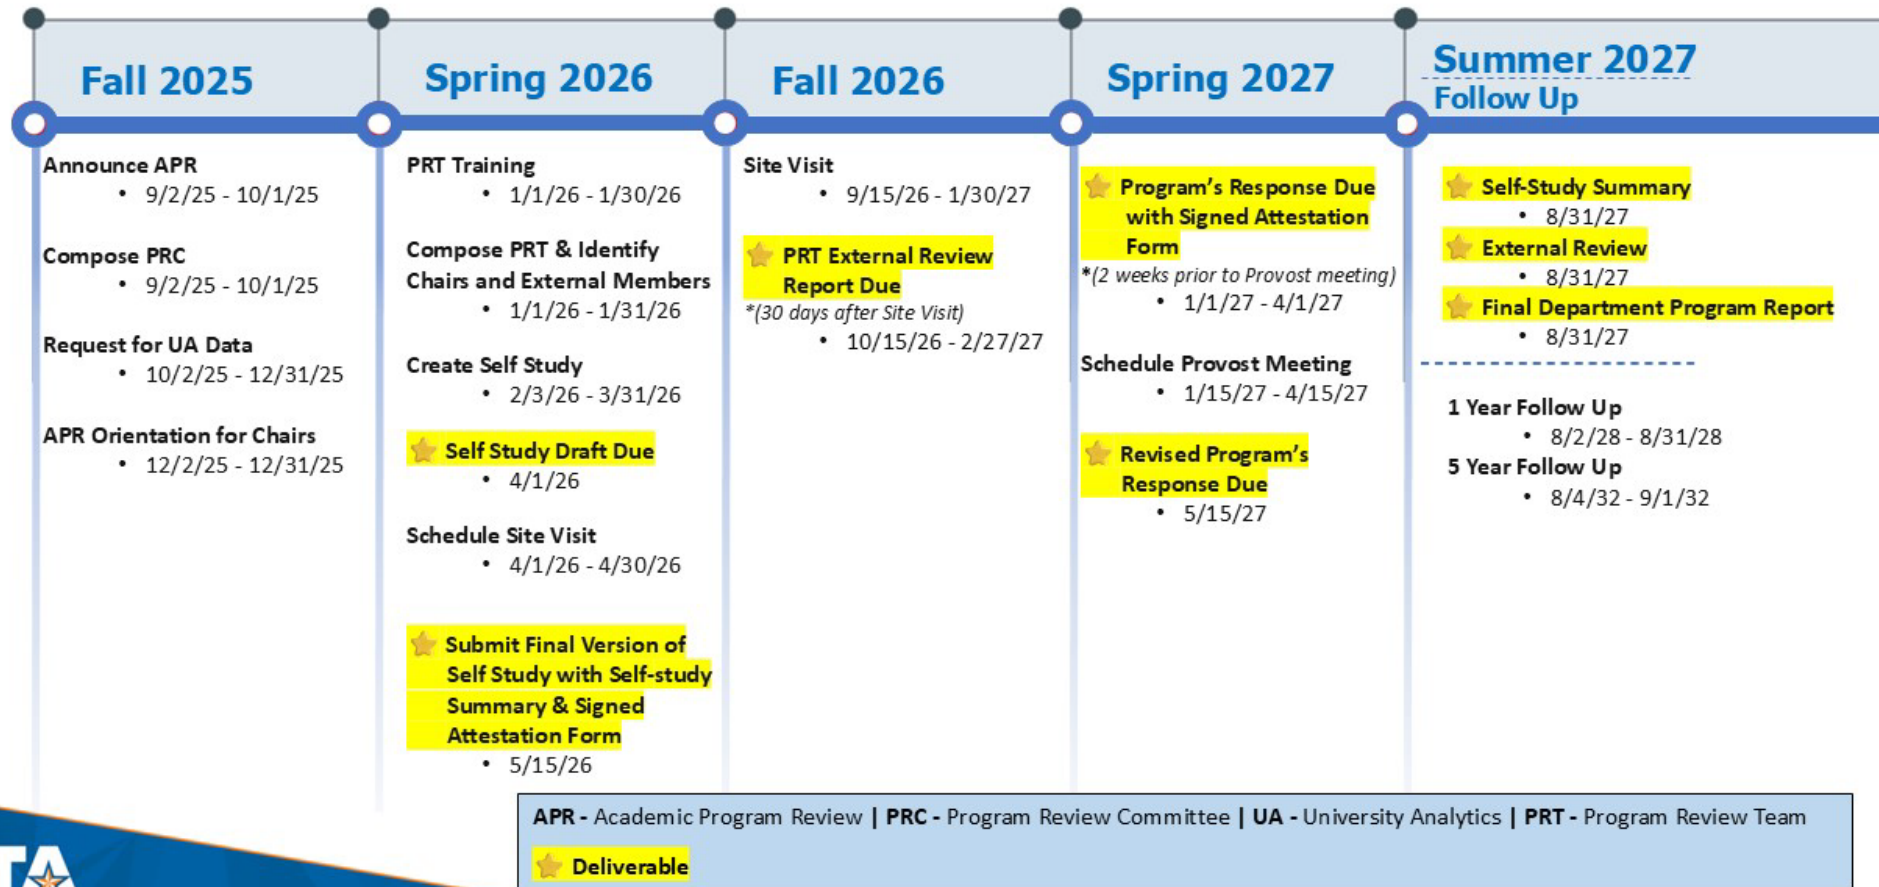 Fall 2025
Announce APR
• 9/2/25 - 10/1/25
Compose PRC
• 9/2/25 - 10/1/25
Request for UA Data
• 10/2/25 - 12/31/25
APR Orientation for Chairs
• 12/2/25 - 12/31/25
Spring 2026
PRT Training
• 1/1/26 - 1/30/26
Compose PRT & Identify
Chairs and External Members
• 1/1/26 - 1/31/26
Create Self Study
• 2/3/26 - 3/31/26
Self Study Draft Due
• 4/1/26
Schedule Site Visit
• 4/1/26 - 4/30/26
Submit Final Version of
Self Study with Self-study
Summary & Signed
Attestation Form
• 5/15/26
Fall 2026
Site Visit
• 9/15/26 - 1/30/27
PRT External Review
Report Due
*(30 days after Site Visit)
• 10/15/26 - 2/27/27
Spring 2027
Program's Response Due
with Signed Attestation
Form
*(2 weeks prior to Provost meeting)
• 1/1/27 - 4/1/27
Schedule Provost Meeting
• 1/15/27 - 4/15/27
Revised Program's
Response Due
• 5/15/27
Summer 2027
Follow Up
Self-Study Summary
• 8/31/27
External Review
• 8/31/27
Final Department Program Report
• 8/31/27
1 Year Follow Up
• 8/2/28 - 8/31/28
5 Year Follow Up
• 8/4/32 - 9/1/32
APR - Academic Program Review | PRC - Program Review Committee | UA - University Analytics | PRT - Program Review Team
Deliverable
TA